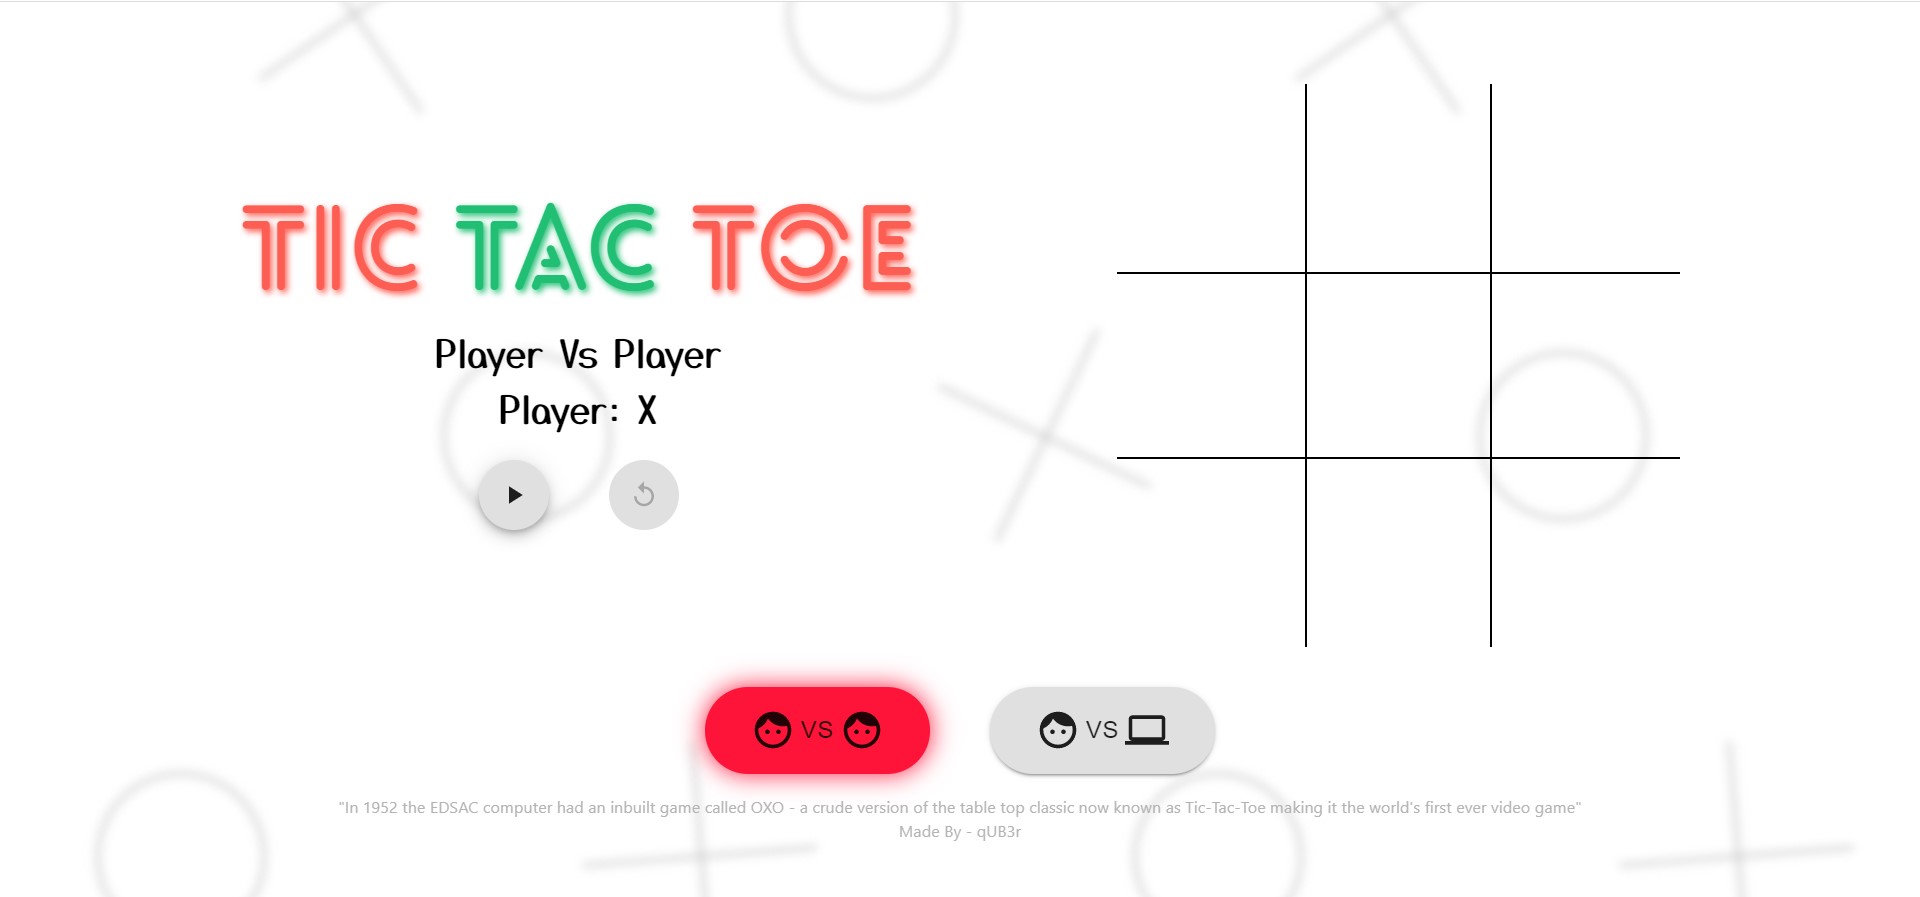 TIC TAC TOE
Player Vs Player
Player: X
VS
VS
"In 1952 the EDSAC computer had an inbuilt game called OXO - a crude version of the table top classic now known as Tic-Tac-Toe making it the world's first ever video game"
Made By - qUB3r